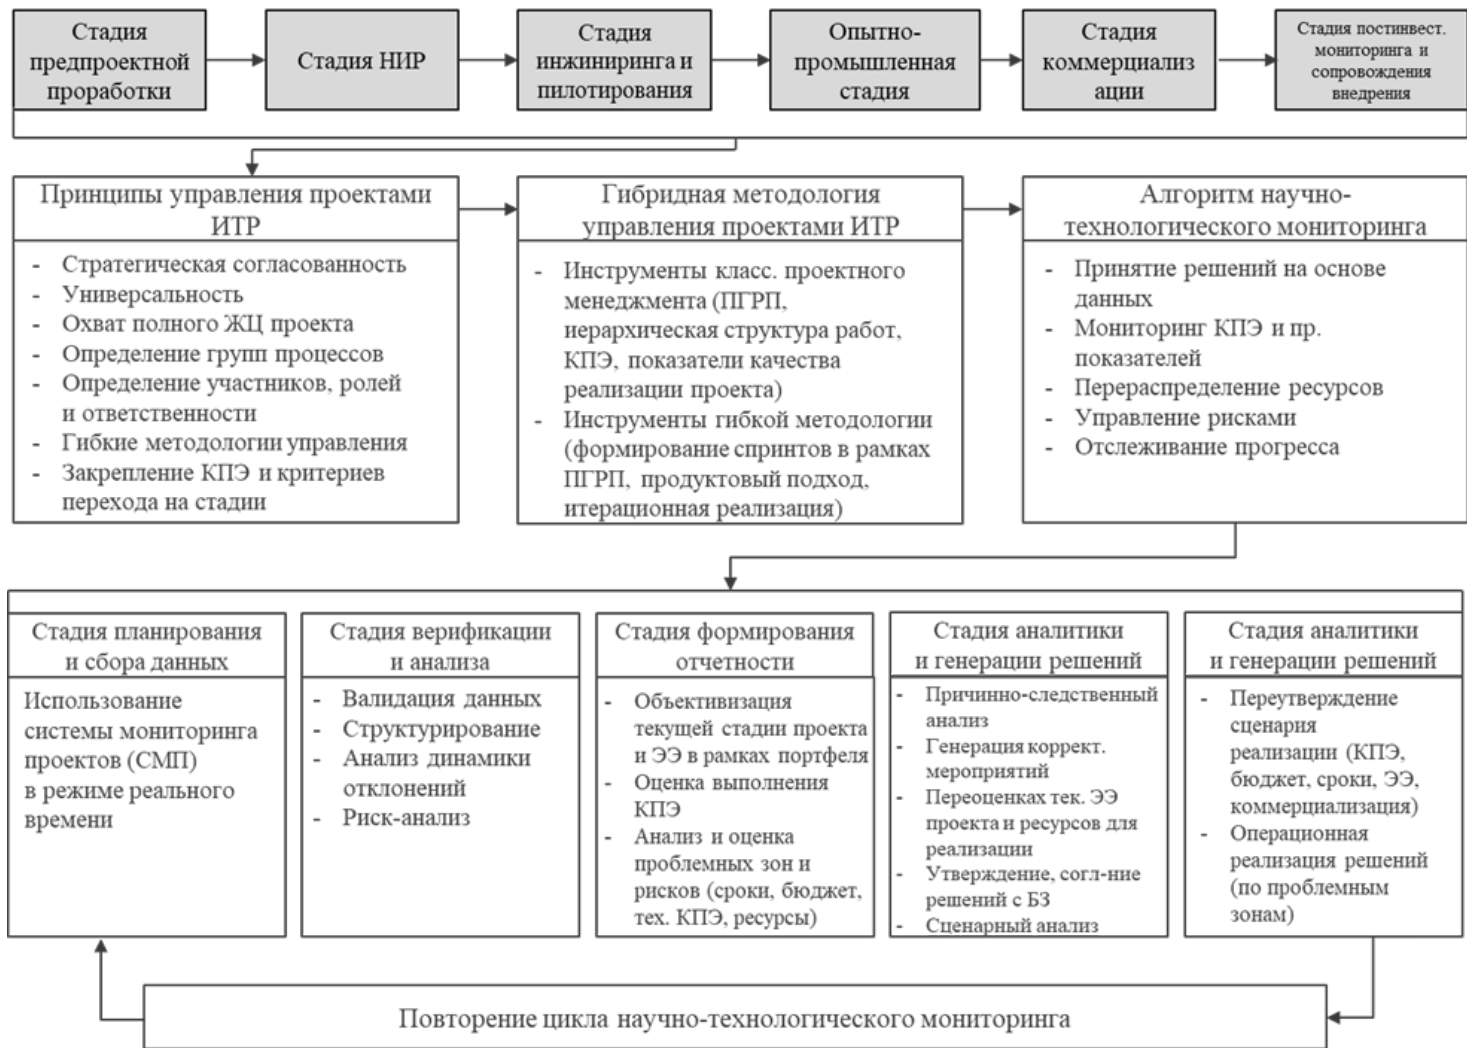 Стадия
предпроектной
проработки
Стадия НИР
Стадия
инжиниринга и
пилотирования
Опытно-
промышленная
стадия
Стадия
коммерциализ
ации
Стадия постинвест.
мониторинга и
сопровождения
внедрения
Принципы управления проектами
ИТР
- Стратегическая согласованность
- Универсальность
- Охват полного ЖЦ проекта
- Определение групп процессов
- Определение участников, ролей
и ответственности
- Гибкие методологии управления
- Закрепление КПЭ и критериев
перехода на стадии
Гибридная методология
управления проектами ИТР
- Инструменты класс. проектного
менеджмента (ПГРП,
иерархическая структура работ,
КПЭ, показатели качества
реализации проекта)
- Инструменты гибкой методологии
(формирование спринтов в рамках
ПГРП, продуктовый подход,
итерационная реализация)
Алгоритм научно-
технологического мониторинга
- Принятие решений на основе
данных
- Мониторинг КПЭ и пр.
показателей
- Перераспределение ресурсов
- Управление рисками
- Отслеживание прогресса
Стадия планирования
и сбора данных
Использование
системы мониторинга
проектов (СМП)
в режиме реального
времени
Стадия верификации
и анализа
- Валидация данных
- Структурирование
- Анализ динамики
отклонений
- Риск-анализ
Стадия формирования
отчетности
- Объективизация
текущей стадии проекта
и ЭЭ в рамках портфеля
- Оценка выполнения
КПЭ
- Анализ и оценка
проблемных зон и
рисков (сроки, бюджет,
тех. КПЭ, ресурсы)
Стадия аналитики
и генерации решений
- Причинно-следственный
анализ
- Генерация коррект.
мероприятий
- Переоценках тек. ЭЭ
проекта и ресурсов для
реализации
- Утверждение, согл-ние
решений с БЗ
- Сценарный анализ
Стадия аналитики
и генерации решений
- Переутверждение
сценария
реализации (КПЭ,
бюджет, сроки, ЭЭ,
коммерциализация)
- Операционная
реализация решений
(по проблемным
зонам)
Повторение цикла научно-технологического мониторинга